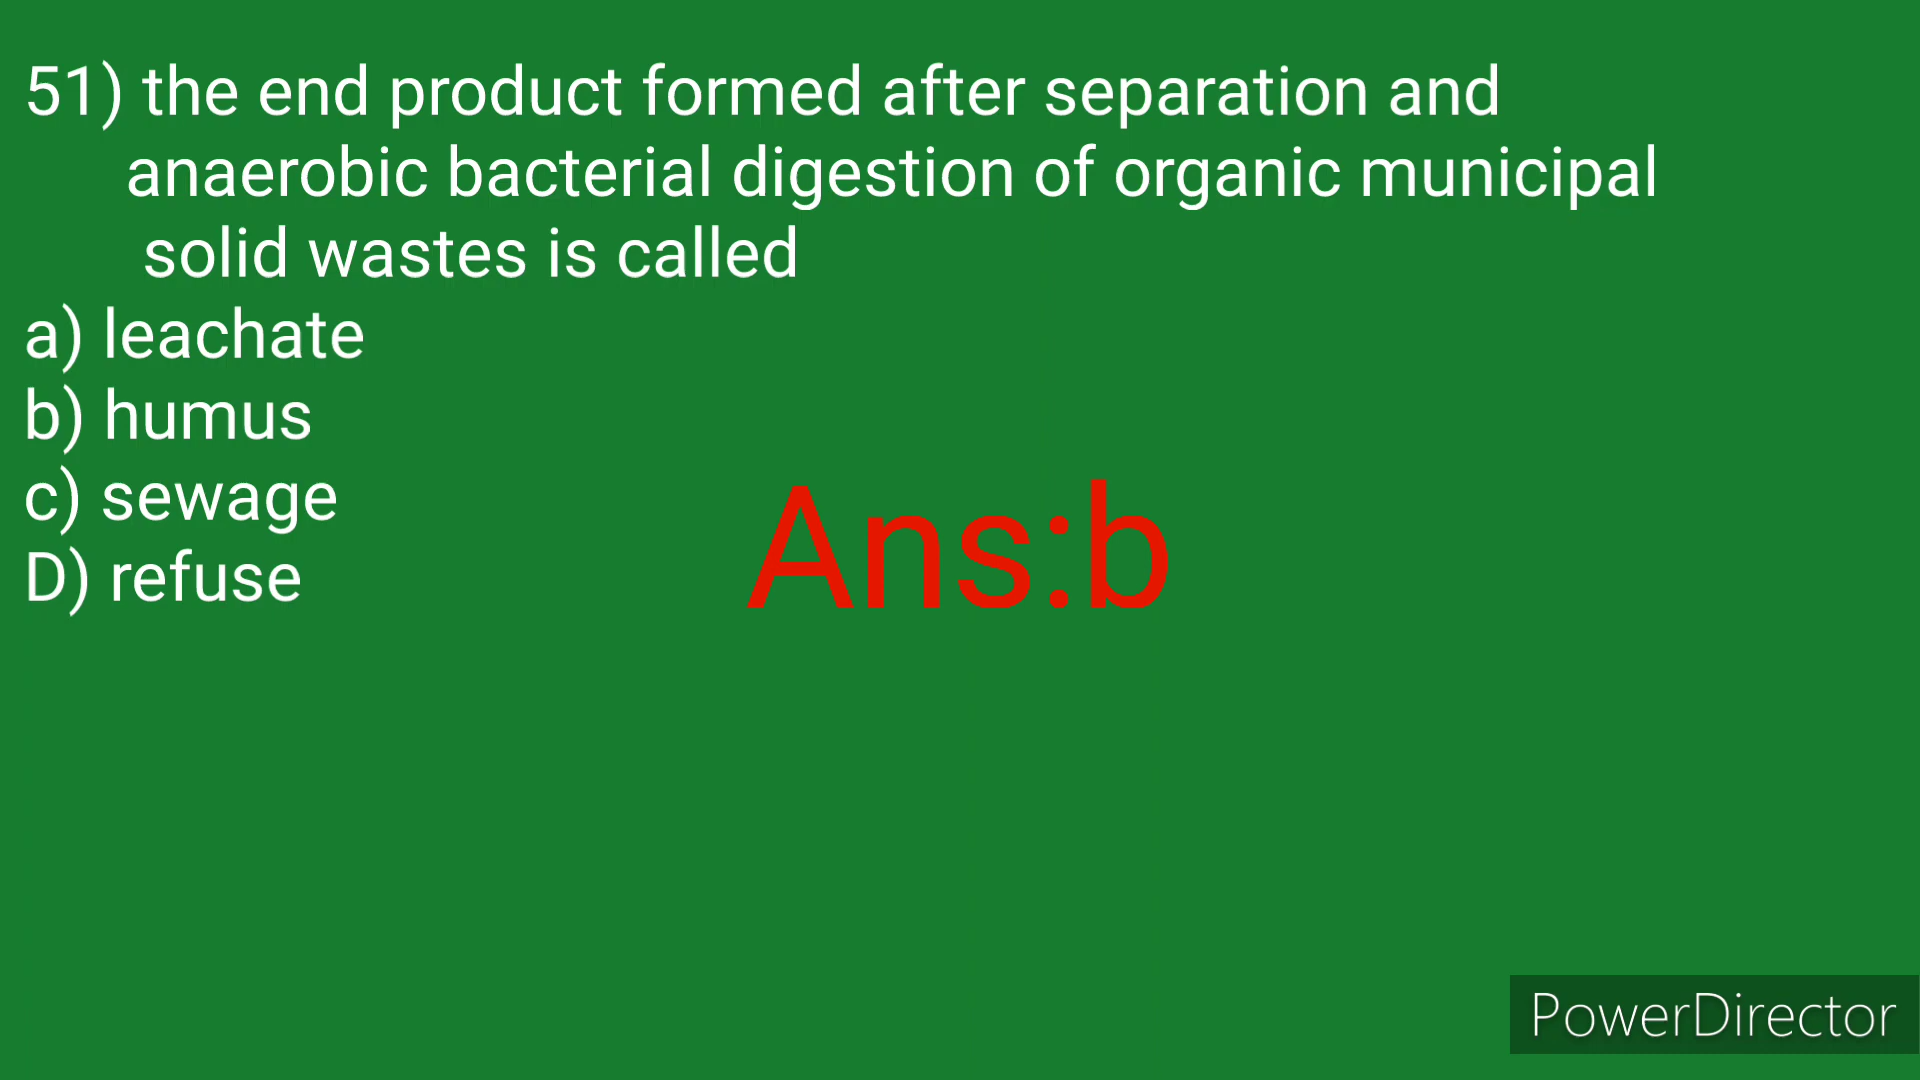 51) the end product formed after separation and
anaerobic bacterial digestion of organic municipal
solid wastes is called
a) leachate
b) humus
c) sewage
D) refuse
Ans:b
PowerDirector